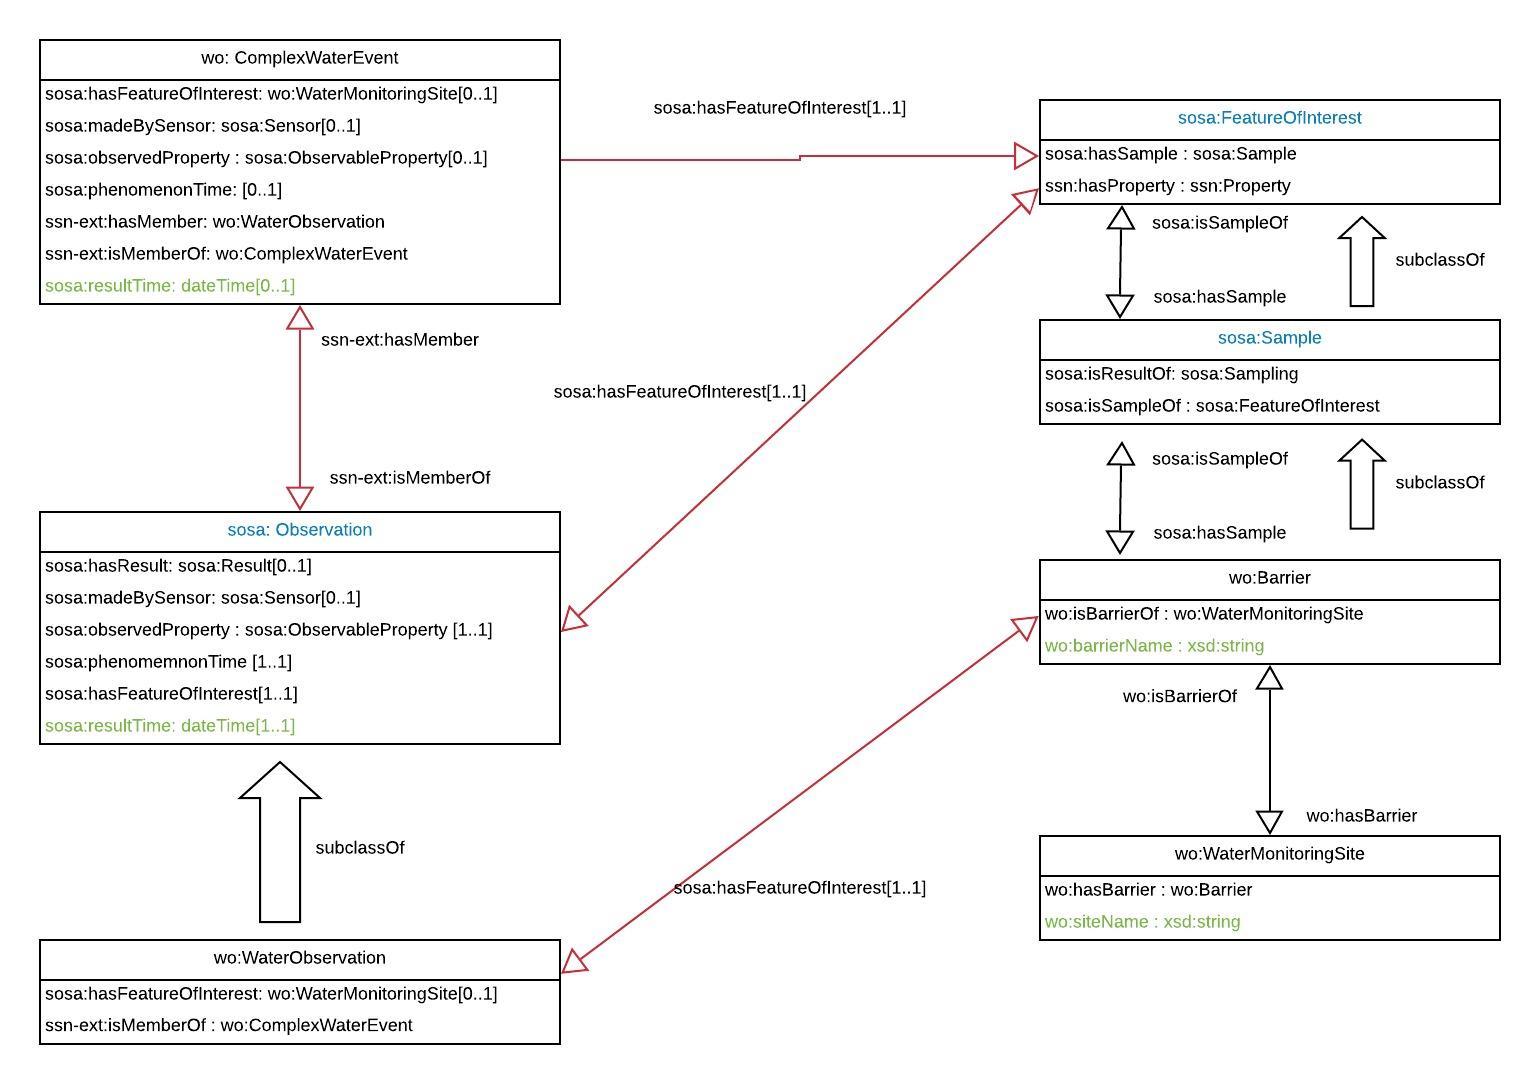 wo: ComplexWaterEvent
sosa:hasFeatureOfInterest: wo:WaterMonitoringSite[0..1]
sosa:madeBySensor: sosa:Sensor[0..1]
sosa:observedProperty : sosa:ObservableProperty[0..1]
sosa:phenomenonTime: [0..1]
ssn-ext:hasMember: wo:WaterObservation
ssn-ext:isMemberOf: wo:ComplexWaterEvent
sosa:resultTime: dateTime[0..1]
sosa:hasFeatureOfInterest[1..1]
sosa:FeatureOfInterest
sosa:hasSample : sosa:Sample
ssn:hasProperty : ssn:Property
sosa:isSampleOf
subclassOf
sosa:hasSample
ssn-ext:hasMember
sosa:hasFeatureOfInterest[1..1]
ssn-ext:isMemberOf
sosa:Sample
sosa:isResultOf: sosa:Sampling
sosa:isSampleOf : sosa:FeatureOfInterest
sosa:isSampleOf
subclassOf
sosa:hasSample
sosa: Observation
sosa:hasResult: sosa:Result[0..1]
sosa:madeBySensor: sosa:Sensor[0..1]
sosa:observedProperty : sosa:ObservableProperty [1..1]
sosa:phenomemnonTime [1..1]
sosa:hasFeatureOfInterest[1..1]
sosa:resultTime: dateTime[1..1]
wo:Barrier
wo:isBarrierOf : wo:WaterMonitoringSite
wo:barrierName : xsd:string
wo:isBarrierOf
wo:hasBarrier
subclassOf
sosa:hasFeatureOfInterest[1..1]
wo:WaterMonitoringSite
wo:hasBarrier : wo:Barrier
wo:siteName : xsd:string
wo:WaterObservation
sosa:hasFeatureOfInterest: wo:WaterMonitoringSite[0..1]
ssn-ext:isMemberOf : wo:ComplexWaterEvent